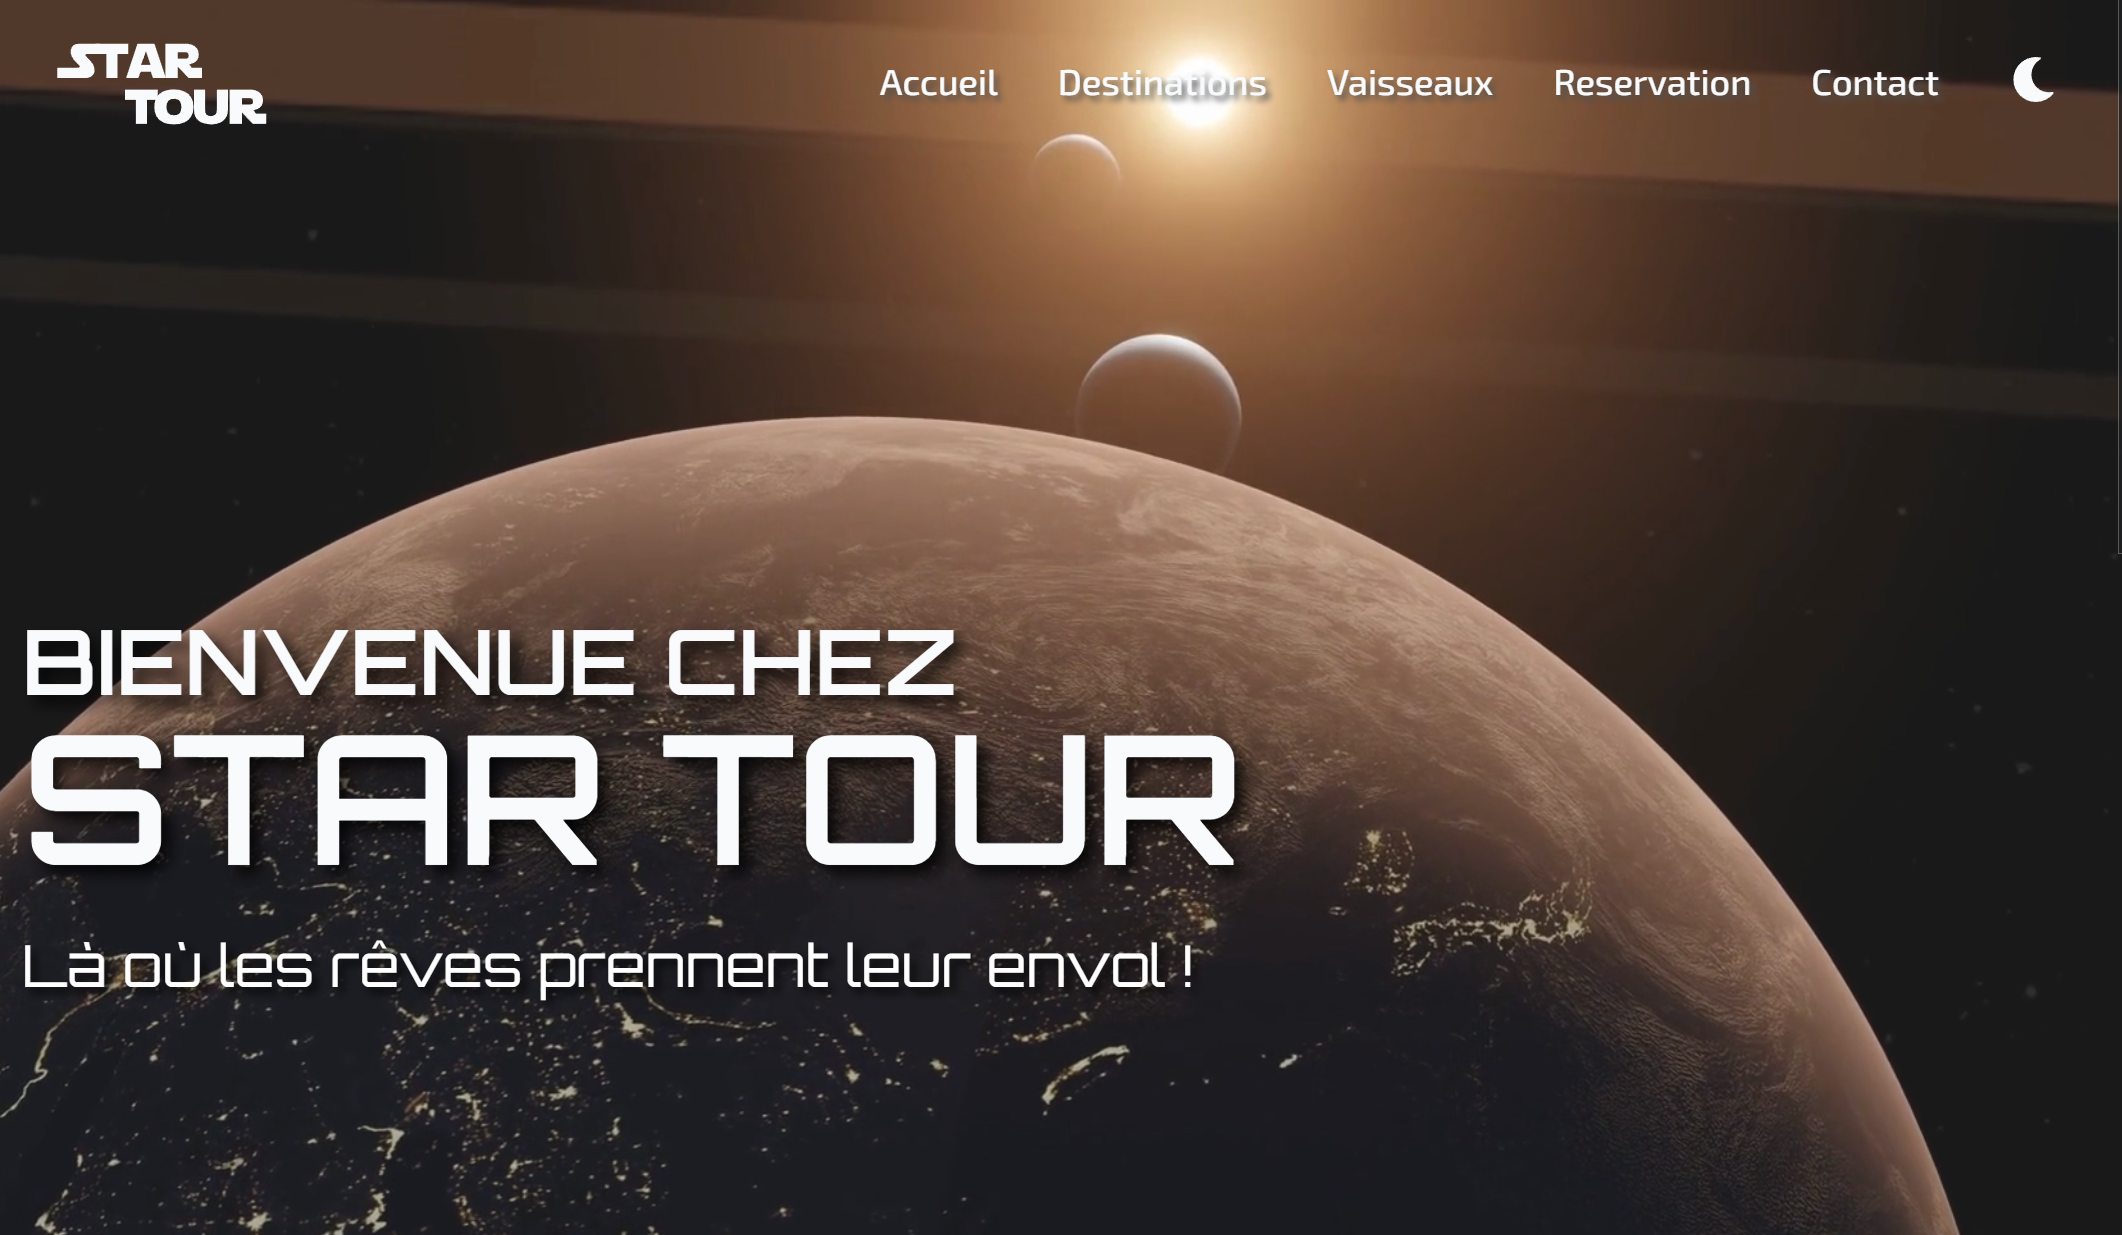 STAR
TOUR
Accueil Destinations Vaisseaux Reservation Contact
BIENVENUE CHEZ
STAR TOUR
Là où les rêves prennent leur envol !